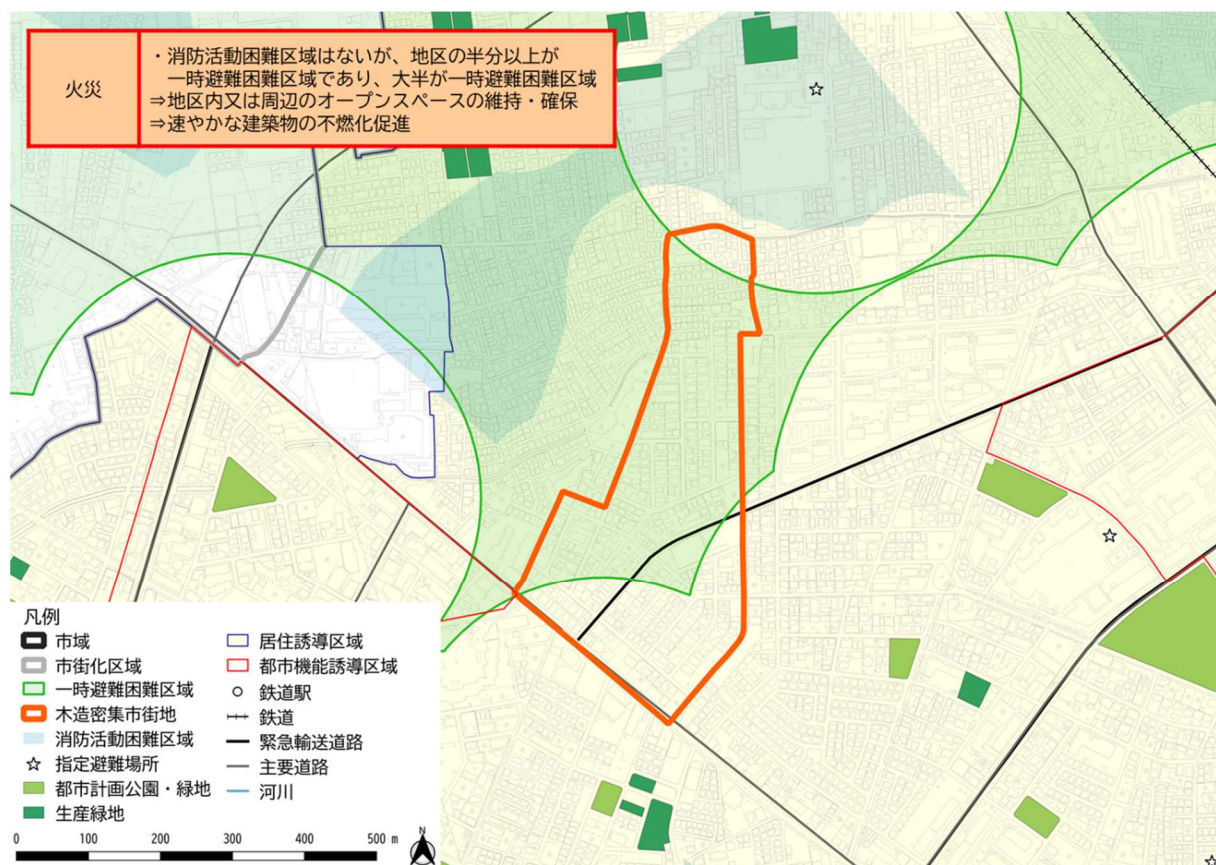 火災
・消防活動困難区域はないが、地区の半分以上が
一時避難困難区域であり、大半が一時避難困難区域
⇒地区内又は周辺のオープンスペースの維持・確保
⇒速やかな建築物の不燃化促進
凡例
市域
市街化区域
一時避難困難区域
木造密集市街地
消防活動困難区域
指定避難場所
都市計画公園・緑地
生産緑地
居住誘導区域
都市機能誘導区域
鉄道駅
鉄道
緊急輸送道路
主要道路
河川
0 100 200 300 400 500 m
N